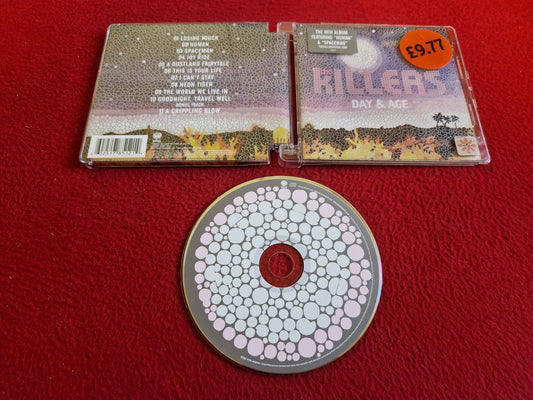 01 LOSING TOUCH
02 HUMAN
03 SPACEMAN
04 JOY RIDE
05 A DUSTLAND FAIRYTALE
06 THIS IS YOUR LIFE
07 I CAN'T STAY
08 NEON TIGER
09 THE WORLD WE LIVE IN
10 GOODNIGHT, TRAVEL WELL
BONUS TRACK
11 A CRIPPLING BLOW
THE NEW ALBUM
FEATURING "HUMAN"
& "SPACEMAN"
£9.77
KILLERS
DAY & AGE